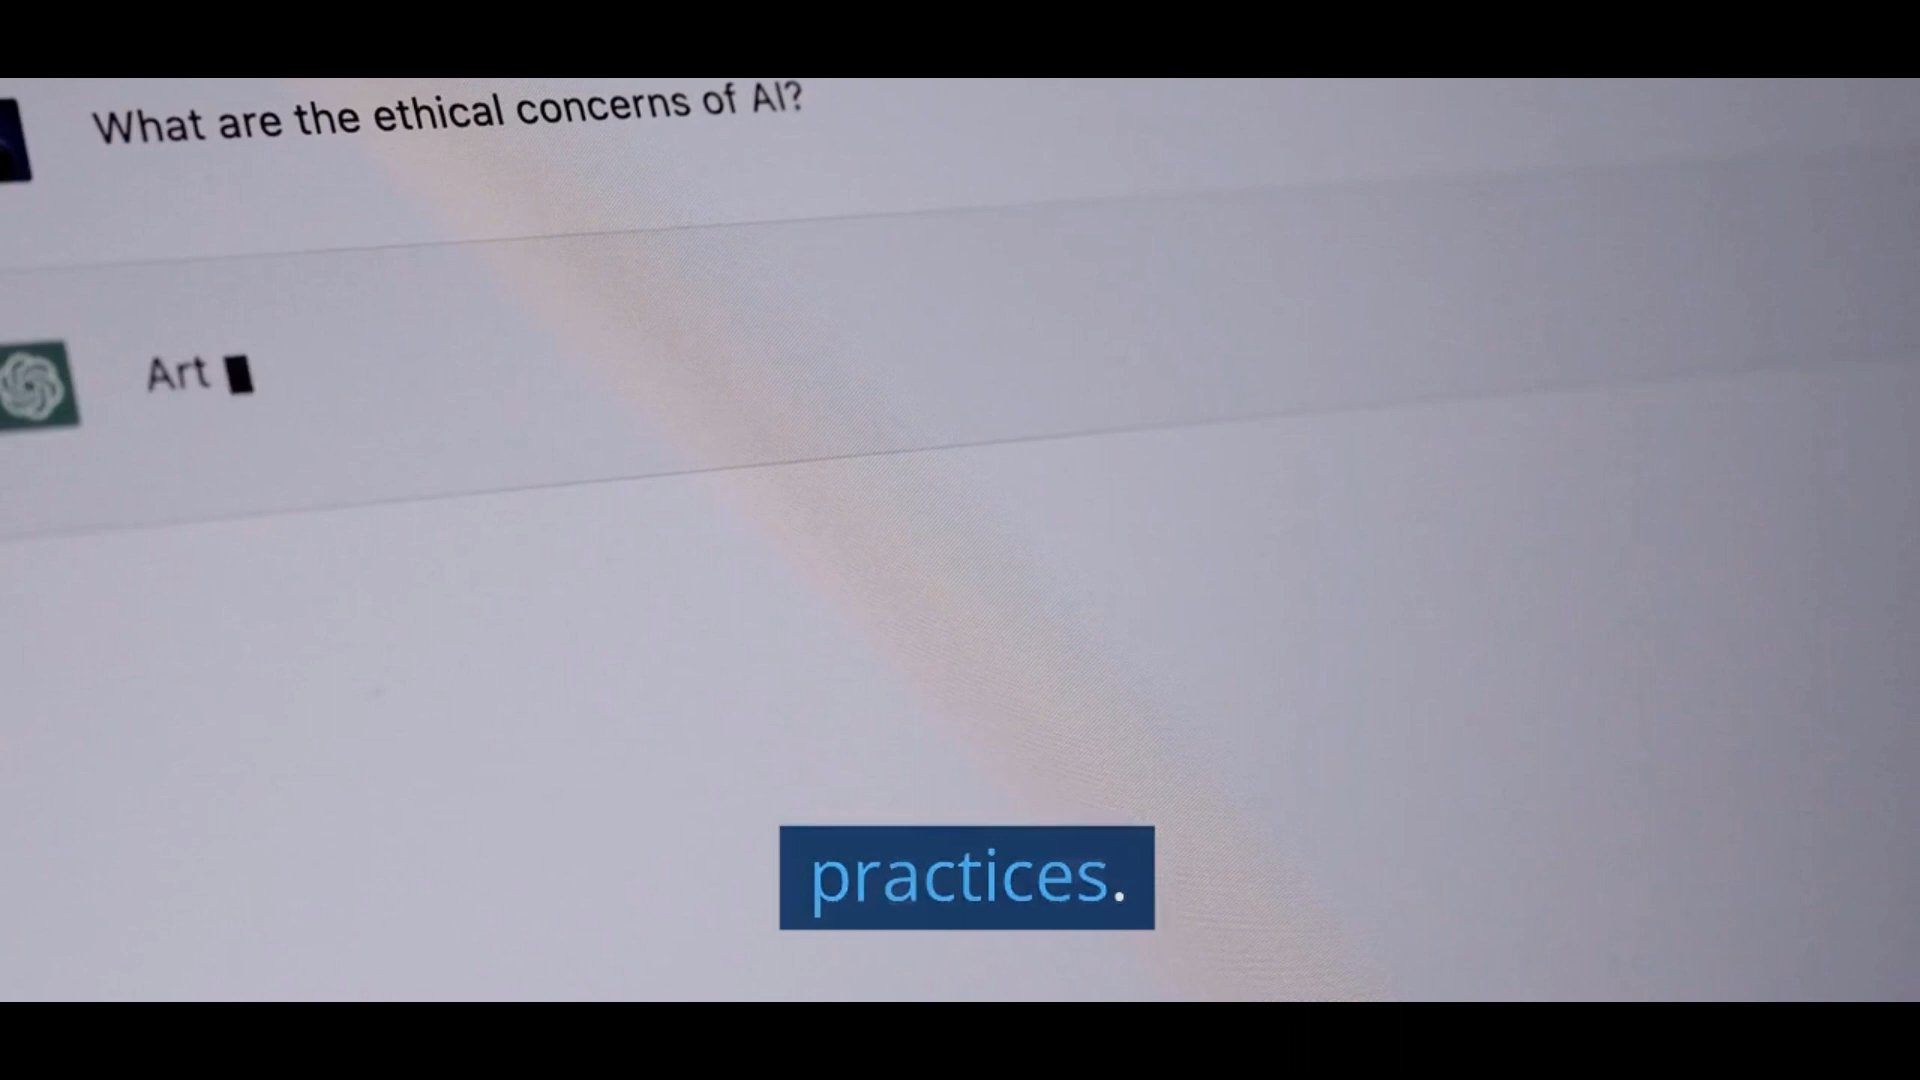 What are the ethical concerns of AI?
Art
practices.